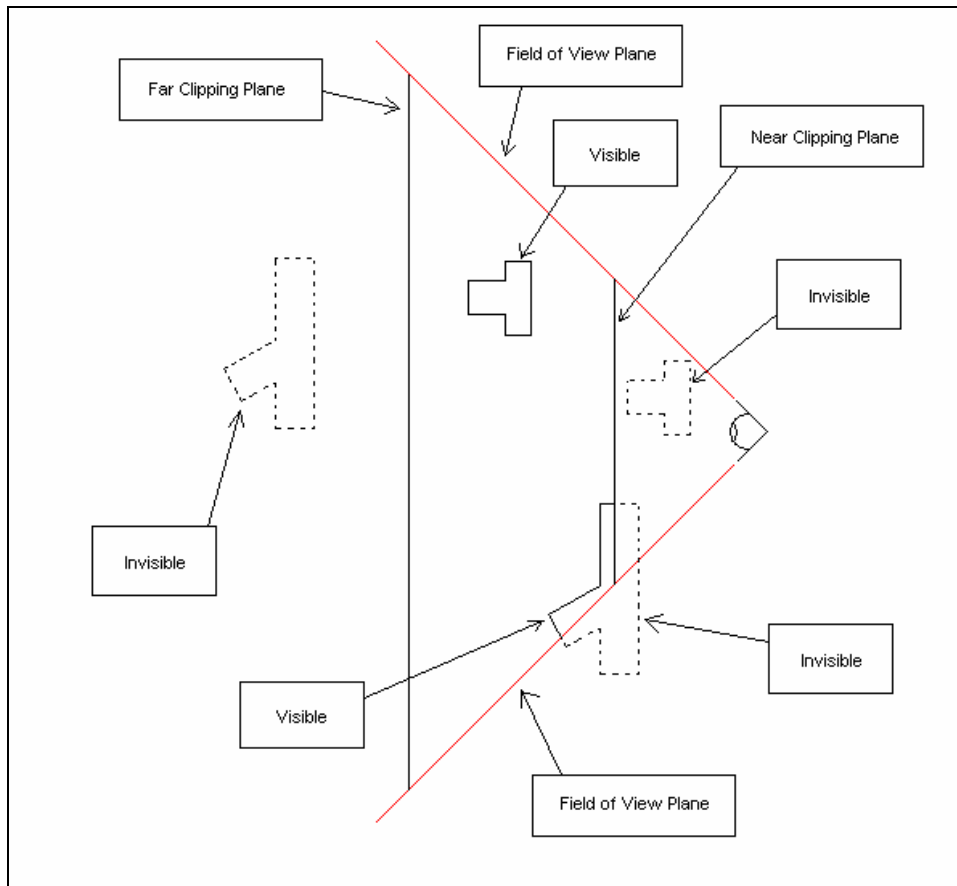 Field of View Plane
Far Clipping Plane
Near Clipping Plane
Visible
Invisible
Invisible
Invisible
Visible
Field of View Plane